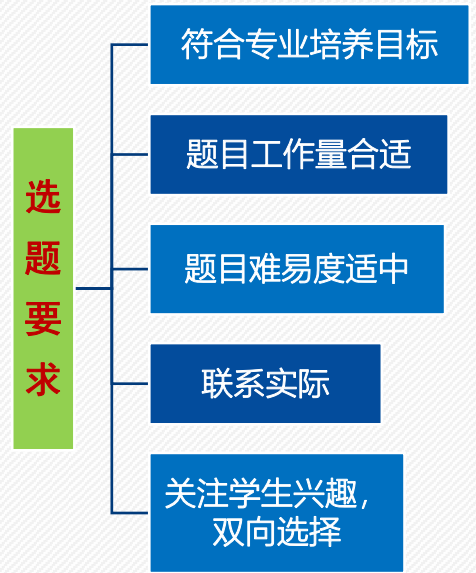 选题要求
符合专业培养目标
题目工作量合适
题目难易度适中
联系实际
关注学生兴趣，
双向选择